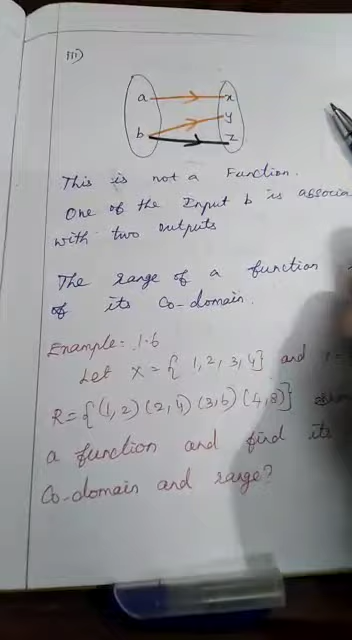 iii)
a x
b y
z
This is not a Function.
One of the Input b is associa
with two outputs
The range of a function
of its Co-domain.
Example: 1.6
Let X = { 1, 2, 3, 4} and
R = { (1,2) (2,4) (3,6) (4,8)}
a function and find its
Co-domain and range?